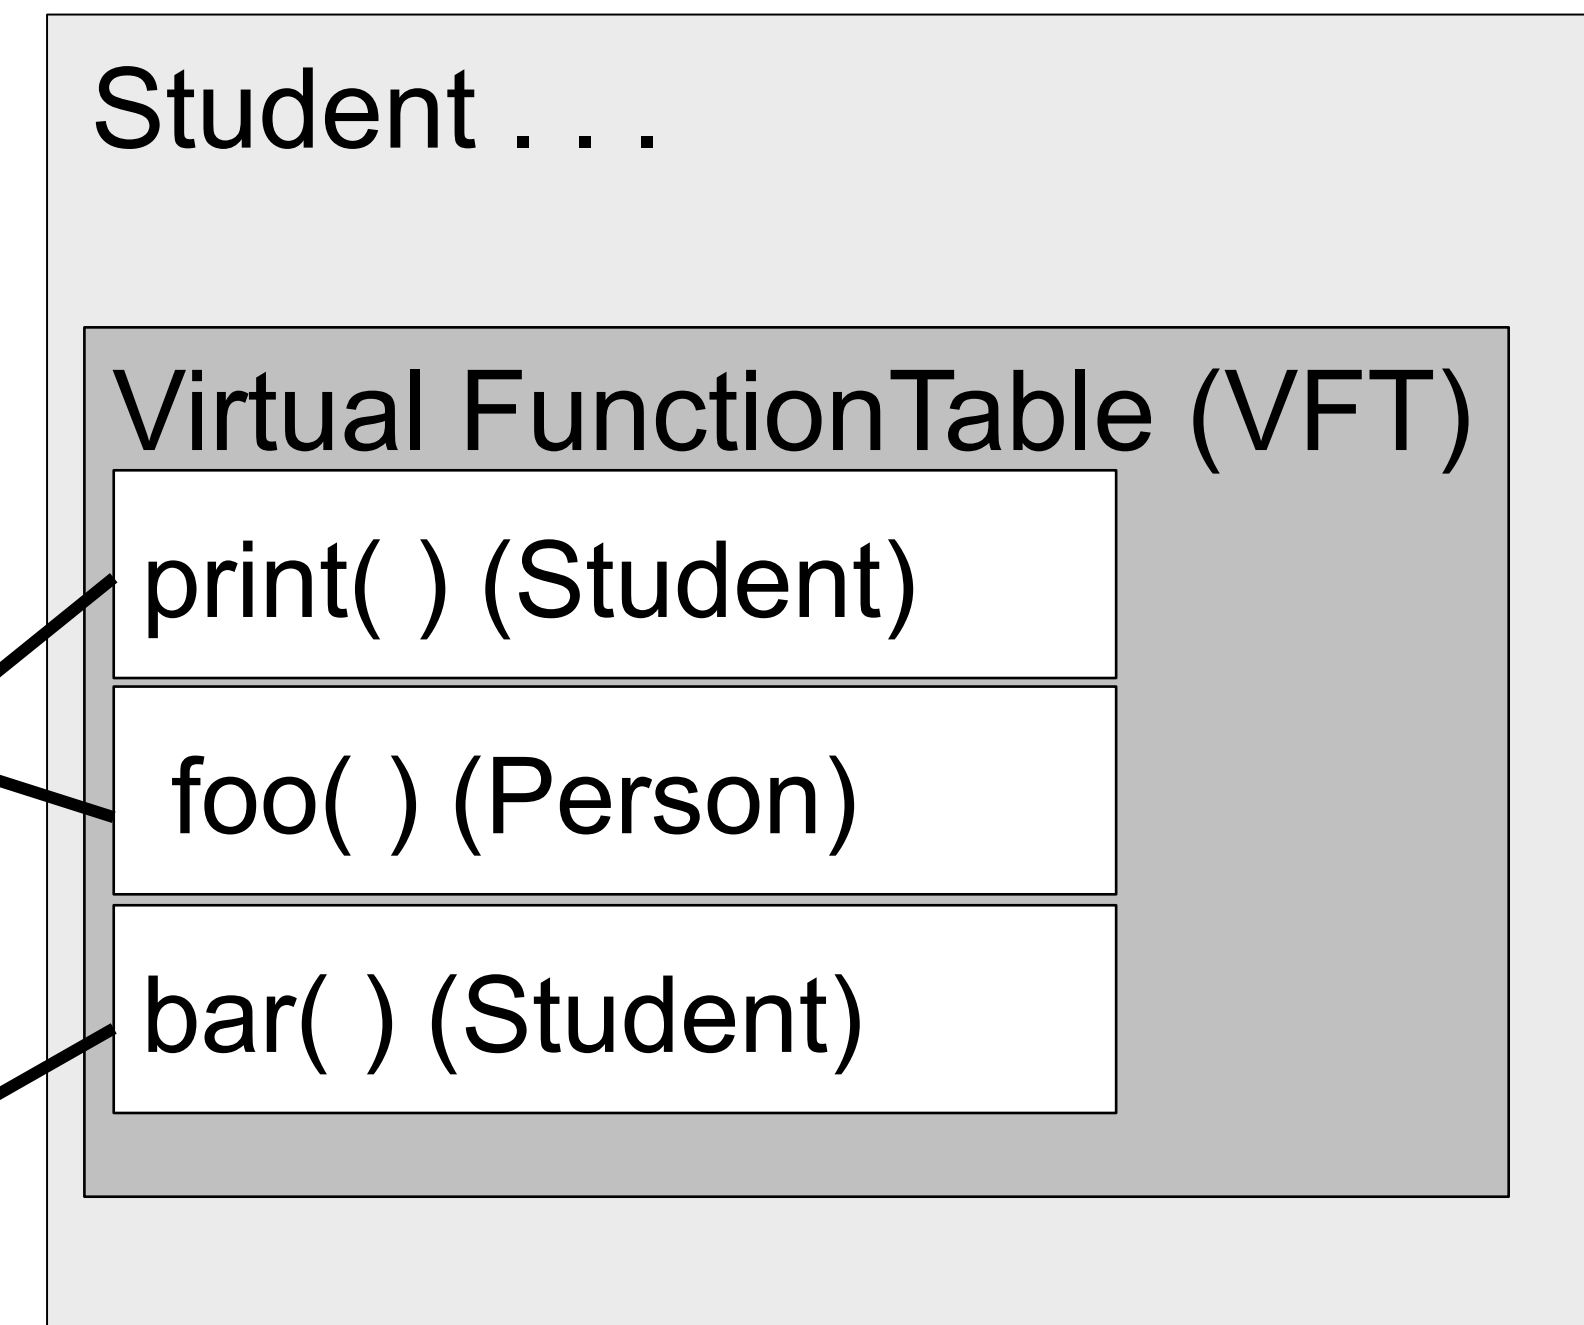 Student . . .
Virtual FunctionTable (VFT)
print( ) (Student)
foo( ) (Person)
bar( ) (Student)